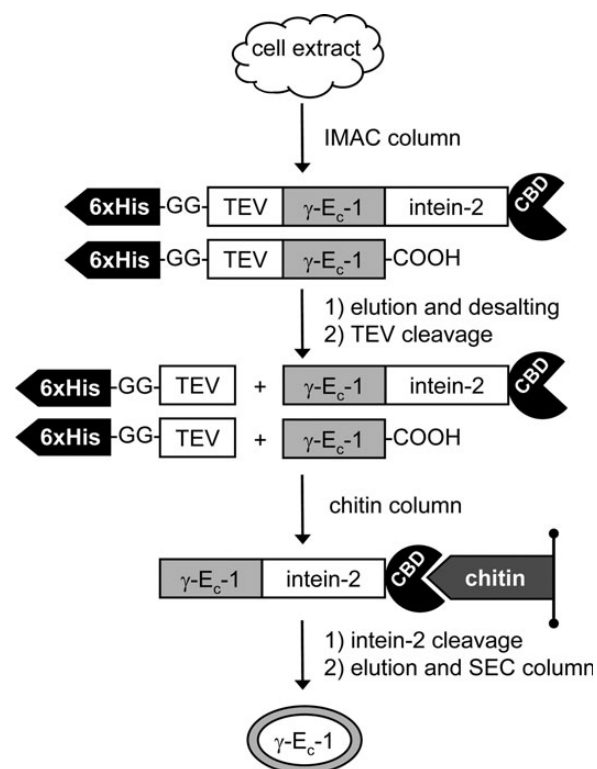 cell extract
IMAC column
6xHis -GG- TEV γ-Ec-1 intein-2 CBD
6xHis -GG- TEV γ-Ec-1 -COOH
1) elution and desalting
2) TEV cleavage
6xHis -GG- TEV + γ-Ec-1 intein-2 CBD
6xHis -GG- TEV + γ-Ec-1 -COOH
chitin column
γ-Ec-1 intein-2 CBD chitin
1) intein-2 cleavage
2) elution and SEC column
γ-Ec-1